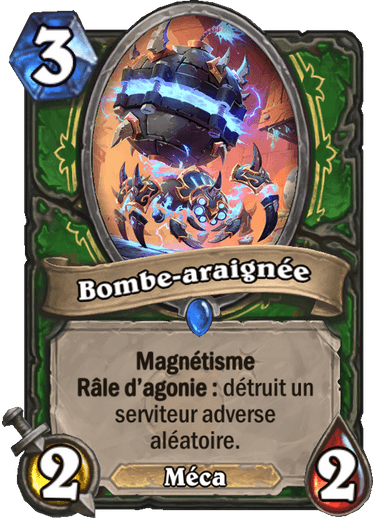 3
Bombe-araignée
Magnétisme
Râle d'agonie : détruit un
serviteur adverse
aléatoire.
2
Méca
2